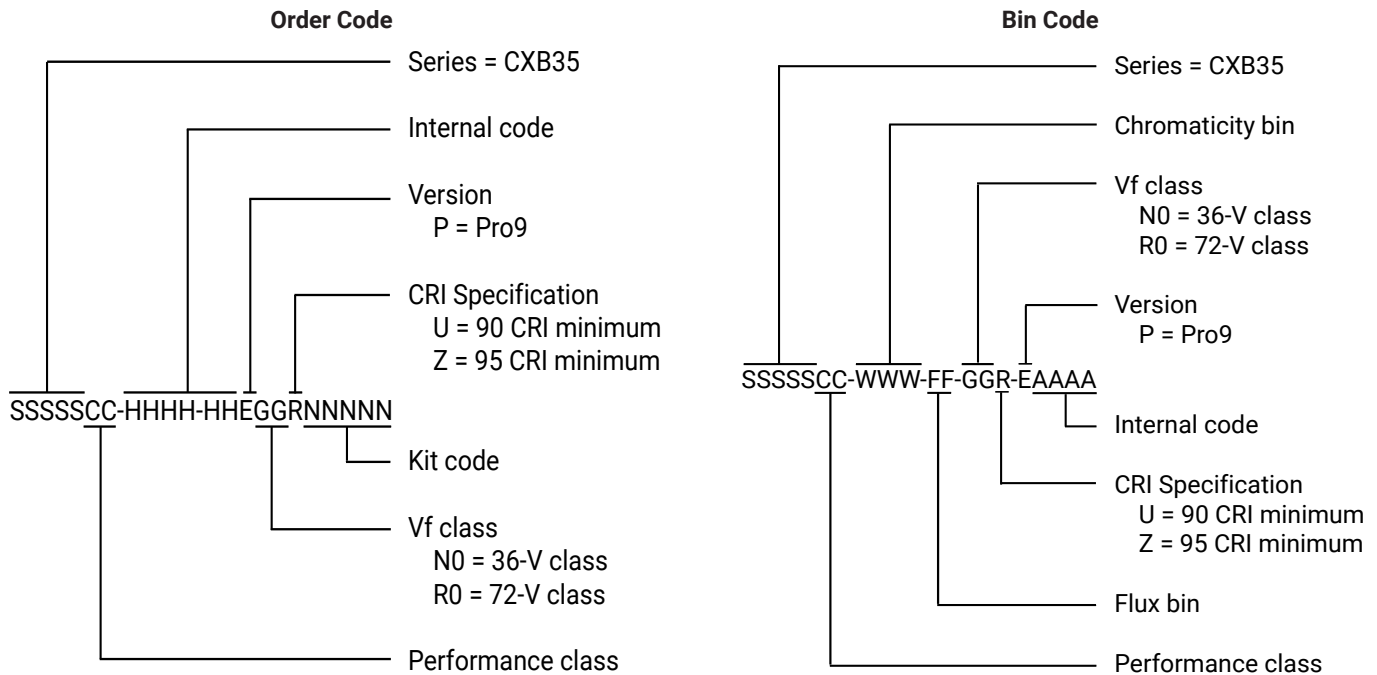 Order Code
Series = CXB35
Internal code
Version
P = Pro9
CRI Specification
U = 90 CRI minimum
Z = 95 CRI minimum
SSSSSCC-HHHH-HHEGGRNNNNN
Kit code
Vf class
N0 = 36-V class
R0 = 72-V class
Performance class
Bin Code
Series = CXB35
Chromaticity bin
Vf class
N0 = 36-V class
R0 = 72-V class
Version
P = Pro9
SSSSSCC-WWW-FF-GGR-EAAAA
Internal code
CRI Specification
U = 90 CRI minimum
Z = 95 CRI minimum
Flux bin
Performance class